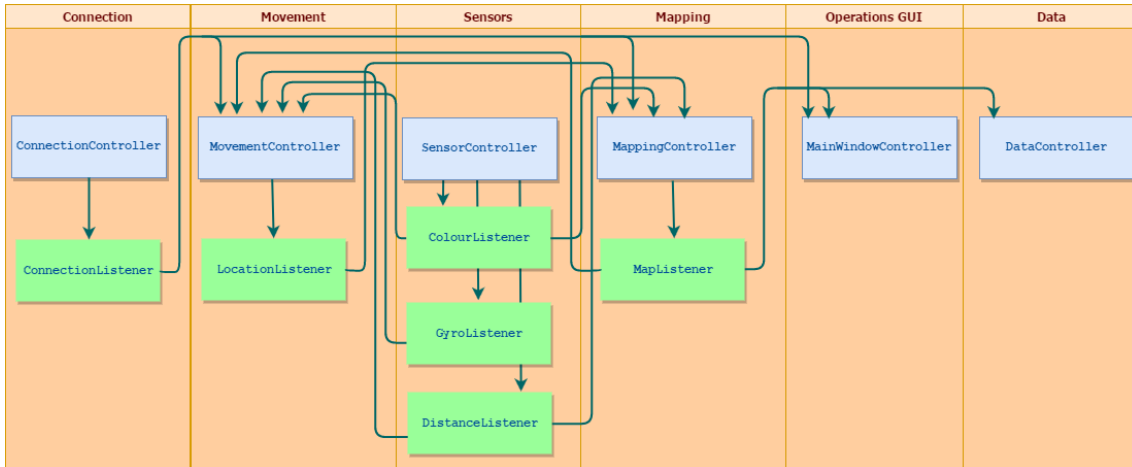 Connection
Movement
Sensors
Mapping
Operations GUI
Data
ConnectionController
MovementController
SensorController
MappingController
MainWindowController
DataController
ColourListener
ConnectionListener
LocationListener
MapListener
GyroListener
DistanceListener